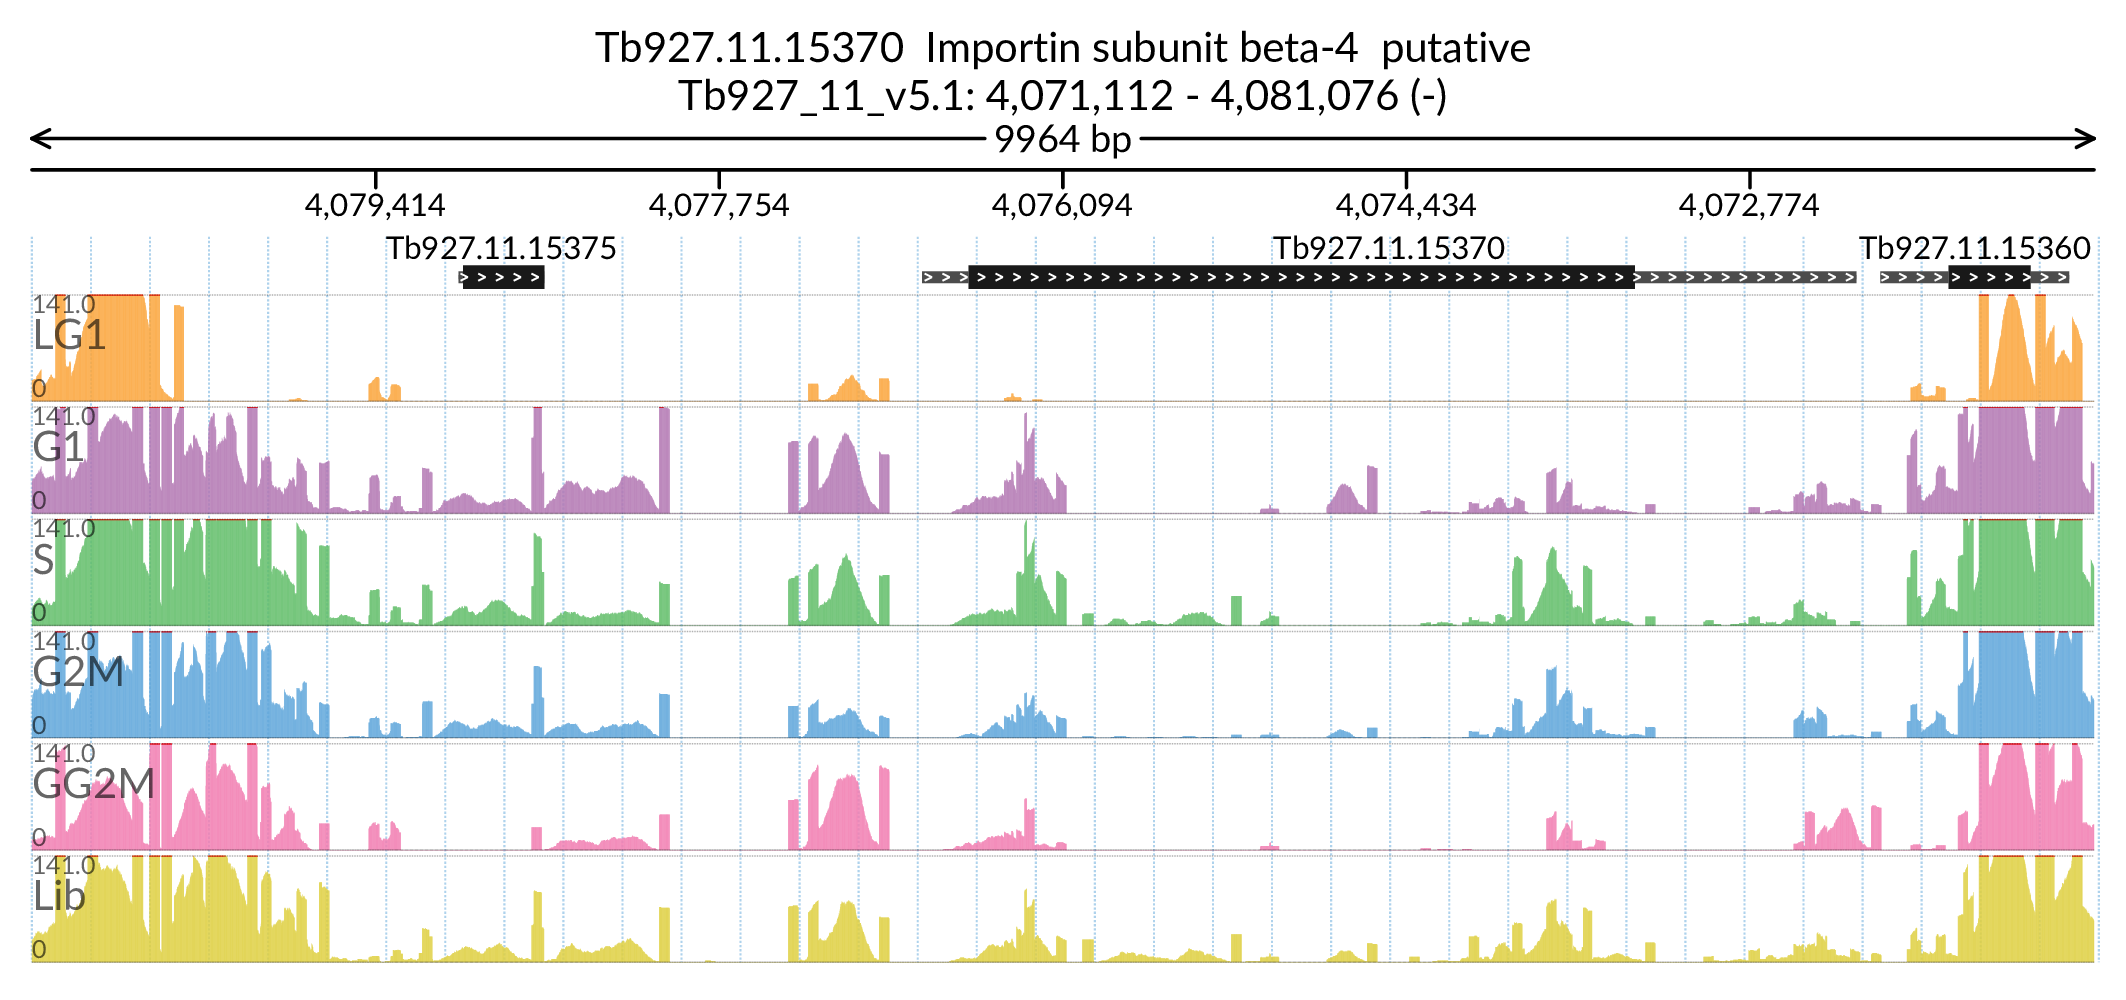 Tb927.11.15370  Importin subunit beta-4  putative
Tb927_11_v5.1: 4,071,112 - 4,081,076 (-)
9964 bp
4,079,414 4,077,754 4,076,094 4,074,434 4,072,774
Tb927.11.15375 Tb927.11.15370 Tb927.11.15360
141.0
LG1
0
141.0
G1
0
141.0
S
0
141.0
G2M
0
141.0
GG2M
0
141.0
Lib
0